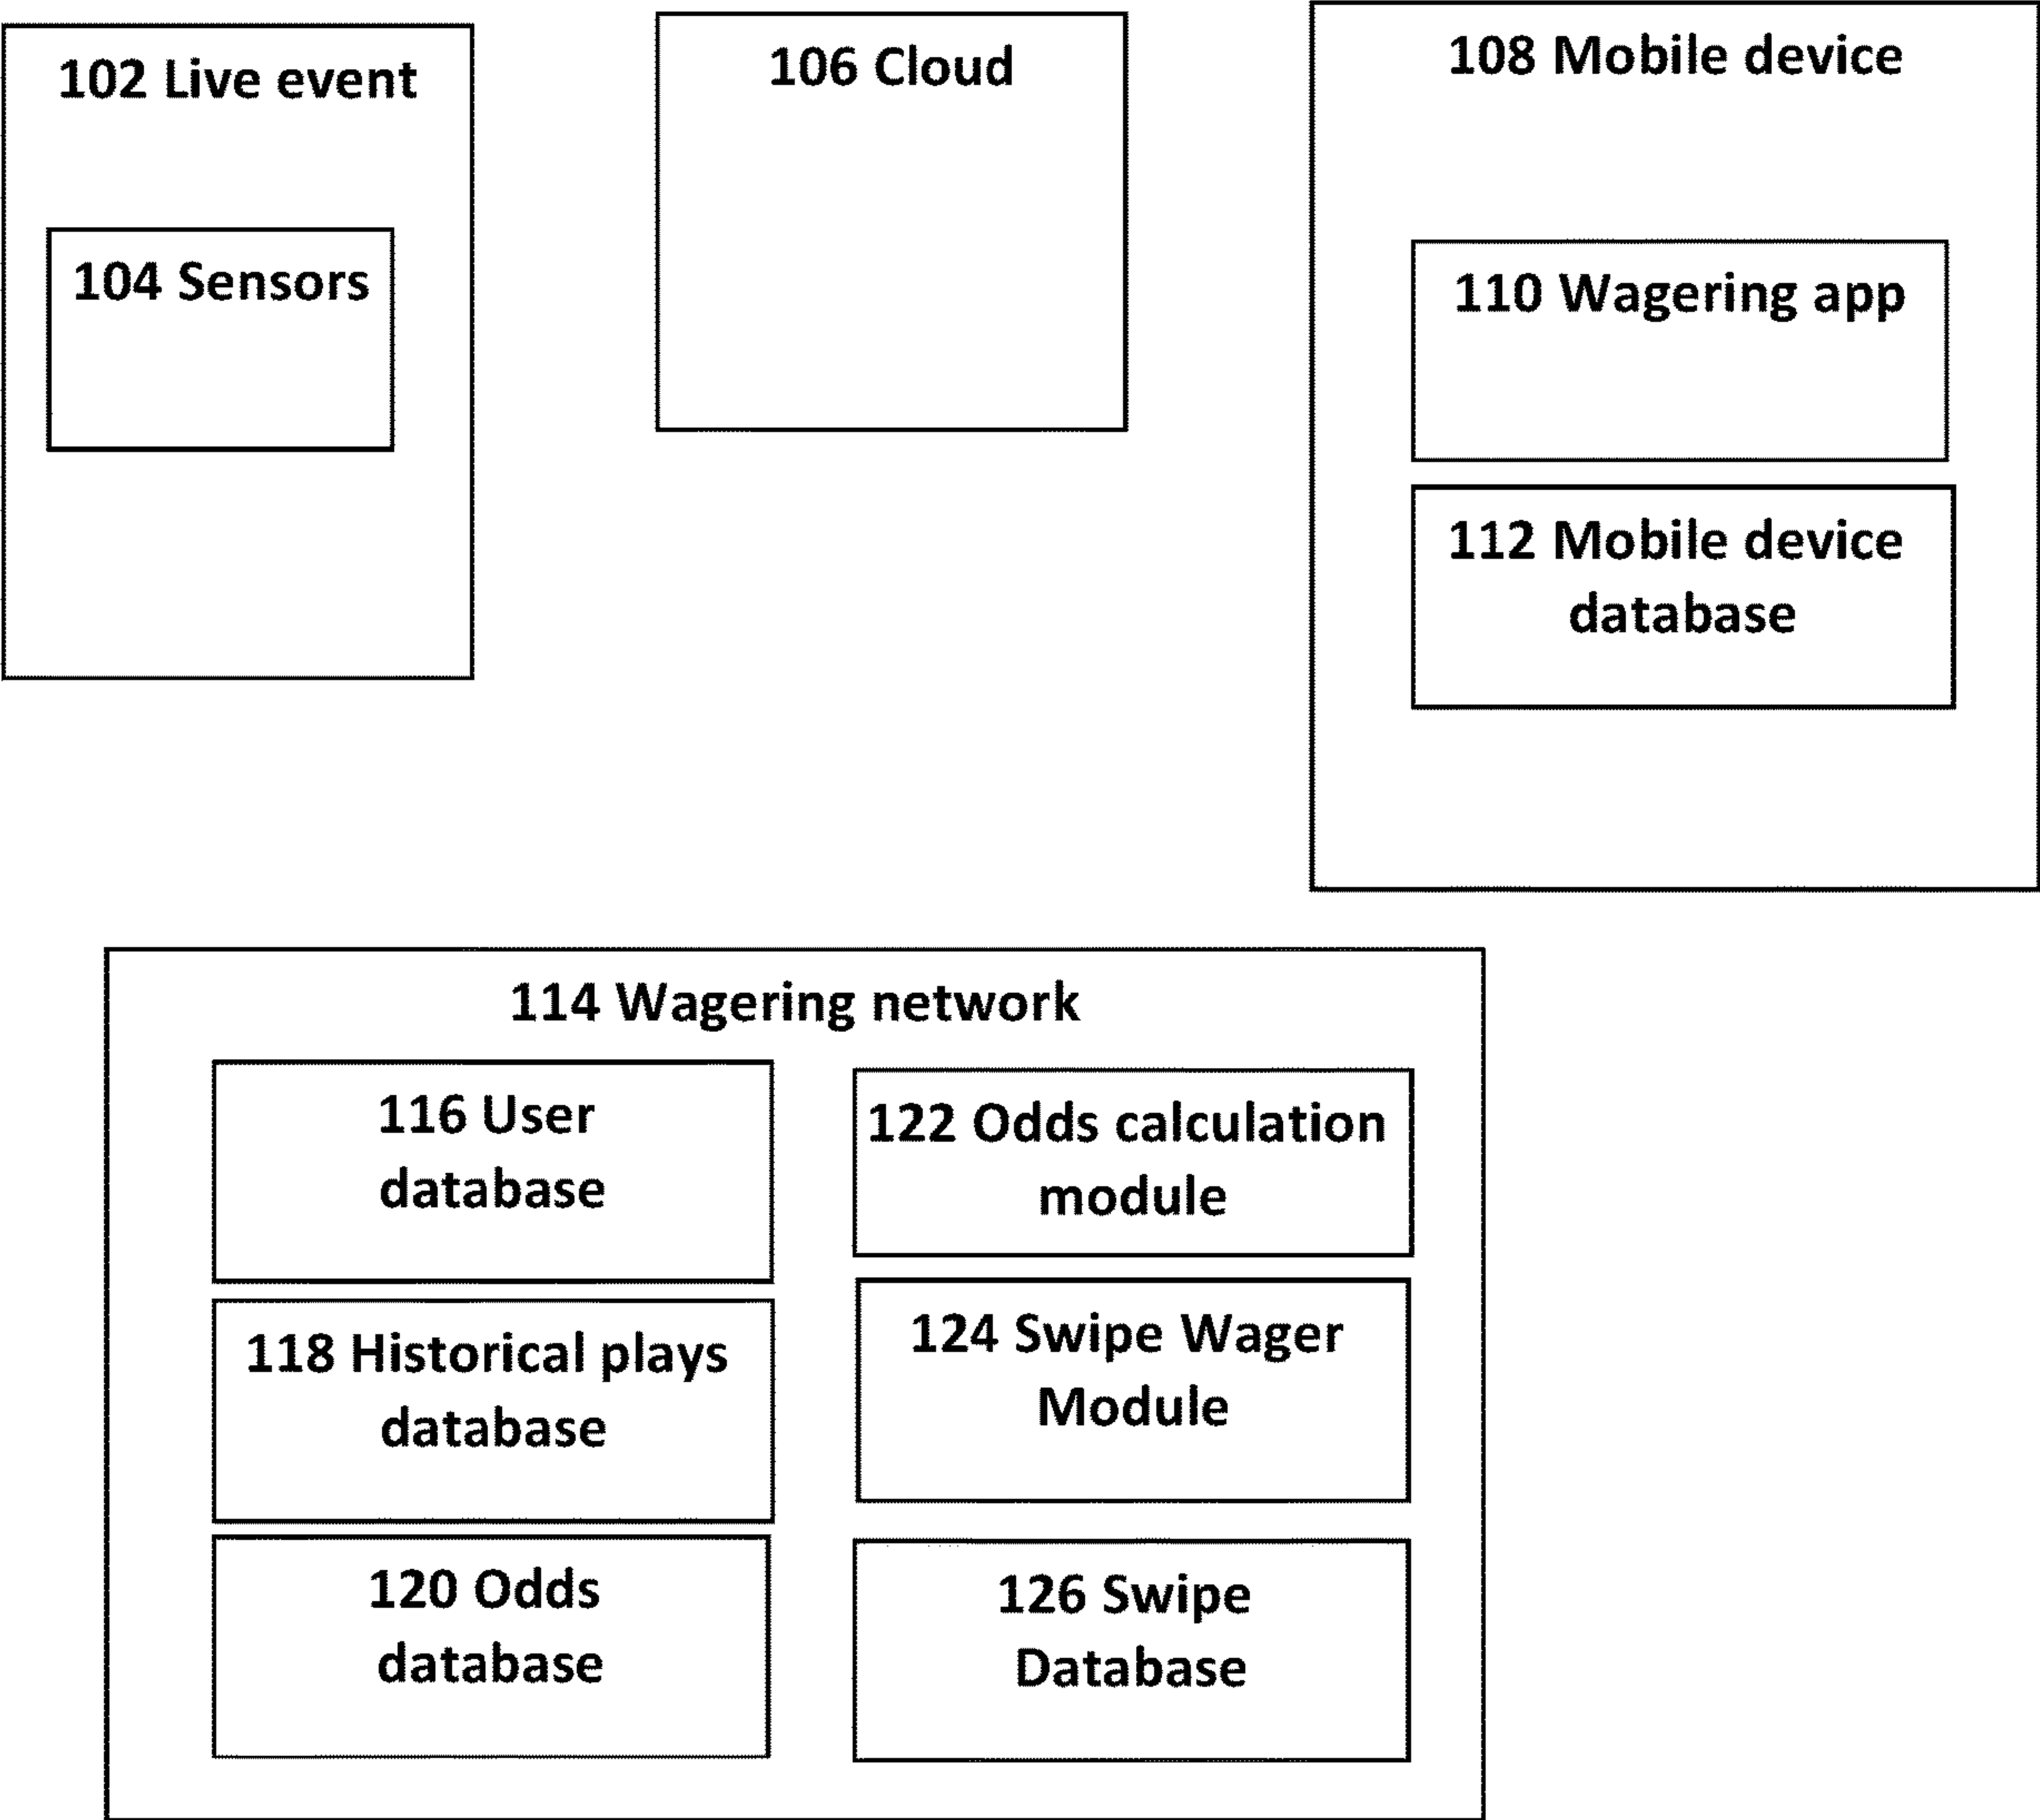 102 Live event
104 Sensors
106 Cloud
108 Mobile device
110 Wagering app
112 Mobile device
database
114 Wagering network
116 User
database
118 Historical plays
database
120 Odds
database
122 Odds calculation
module
124 Swipe Wager
Module
126 Swipe
Database